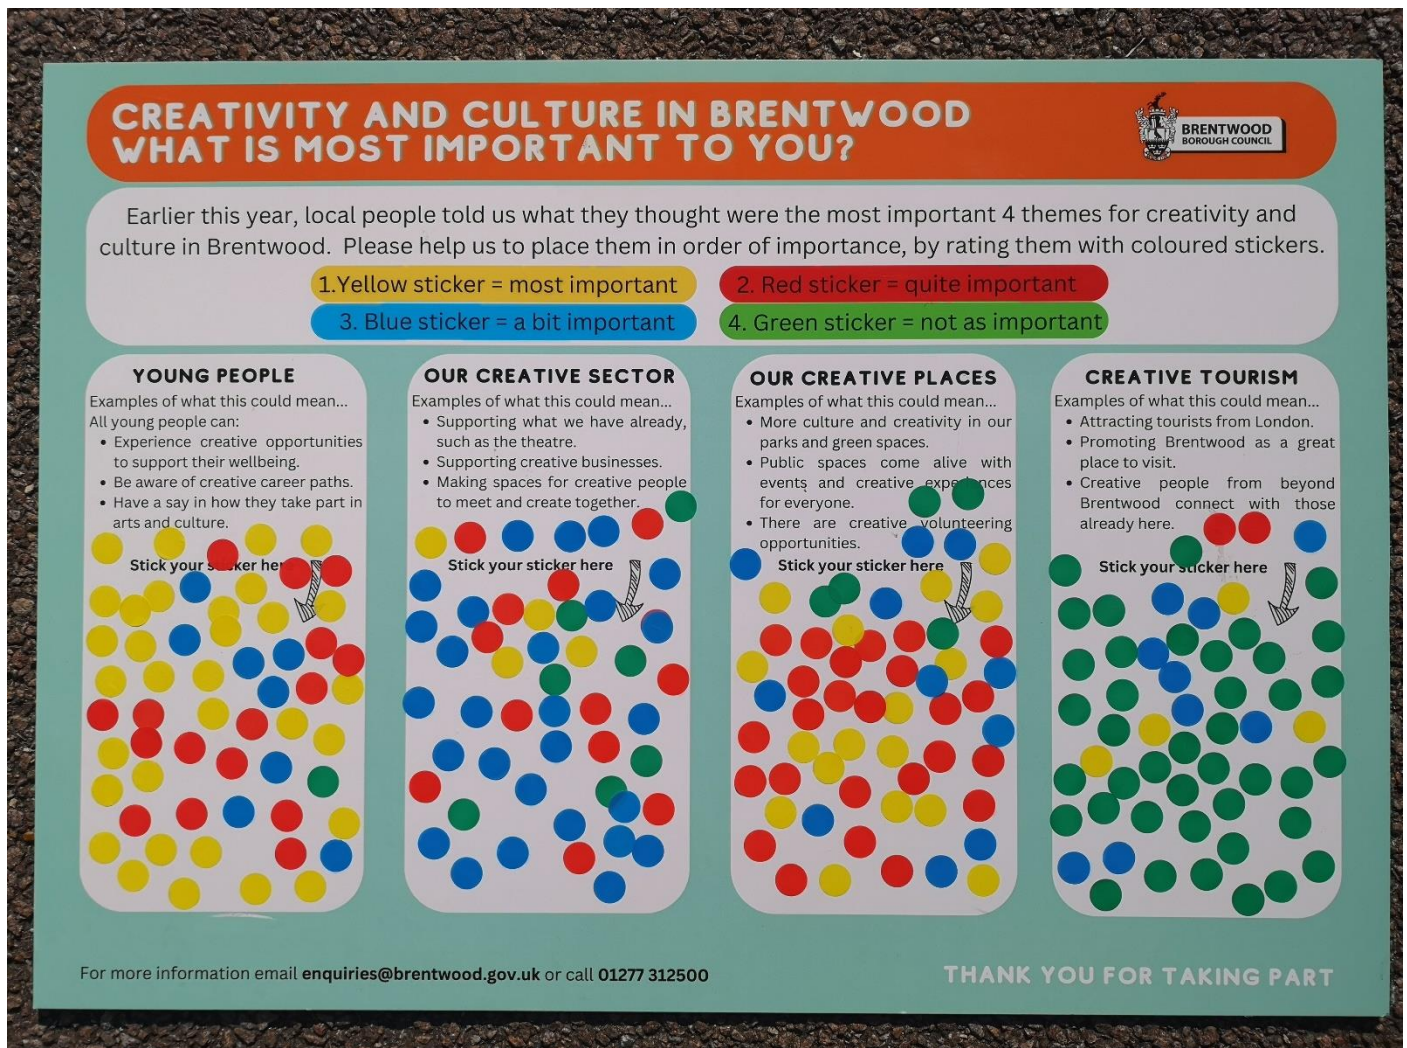 CREATIVITY AND CULTURE IN BRENTWOOD
WHAT IS MOST IMPORTANT TO YOU?
BRENTWOOD
BOROUGH COUNCIL
Earlier this year, local people told us what they thought were the most important 4 themes for creativity and
culture in Brentwood. Please help us to place them in order of importance, by rating them with coloured stickers.
1.Yellow sticker = most important
2. Red sticker = quite important
3. Blue sticker = a bit important
4. Green sticker = not as important
YOUNG PEOPLE
Examples of what this could mean...
All young people can:
• Experience creative opportunities
to support their wellbeing.
• Be aware of creative career paths.
• Have a say in how they take part in
arts and culture.
Stick your sticker here
OUR CREATIVE SECTOR
Examples of what this could mean...
• Supporting what we have already,
such as the theatre.
• Supporting creative businesses.
• Making spaces for creative people
to meet and create together.
Stick your sticker here
OUR CREATIVE PLACES
Examples of what this could mean...
• More culture and creativity in our
parks and green spaces.
• Public spaces come alive with
events and creative experiences
for everyone.
• There are creative volunteering
opportunities.
Stick your sticker here
CREATIVE TOURISM
Examples of what this could mean...
• Attracting tourists from London.
• Promoting Brentwood as a great
place to visit.
• Creative people from beyond
Brentwood connect with those
already here.
Stick your sticker here
For more information email enquiries@brentwood.gov.uk or call 01277 312500
THANK YOU FOR TAKING PART